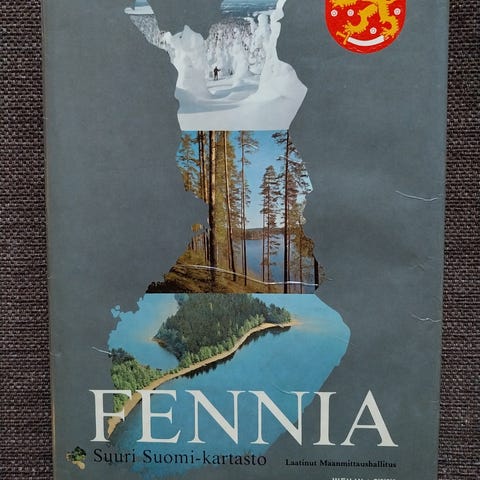 FENNIA
Suuri Suomi-kartasto
Laatinut Maanmittaushallitus